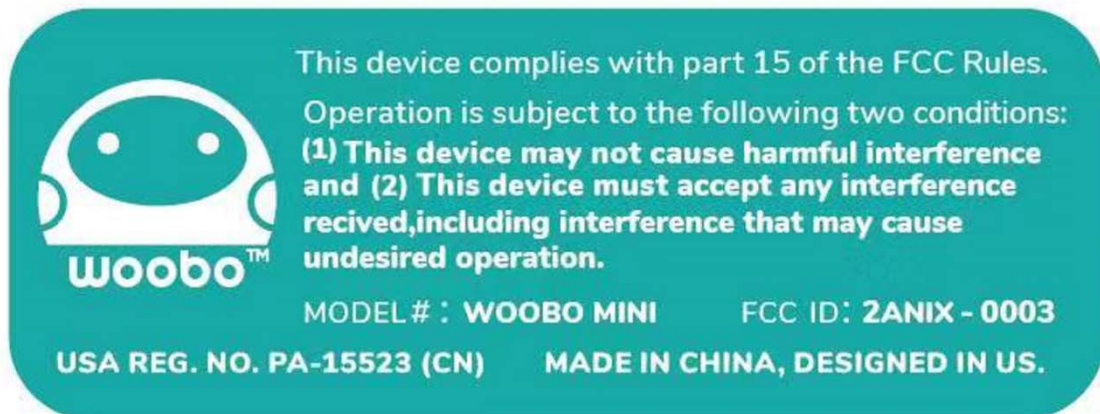 This device complies with part 15 of the FCC Rules.
Operation is subject to the following two conditions:
(1) This device may not cause harmful interference
and (2) This device must accept any interference
recived,including interference that may cause
undesired operation.
woobo™
MODEL#: WOOBO MINI FCC ID: 2ANIX - 0003
USA REG. NO. PA-15523 (CN) MADE IN CHINA, DESIGNED IN US.